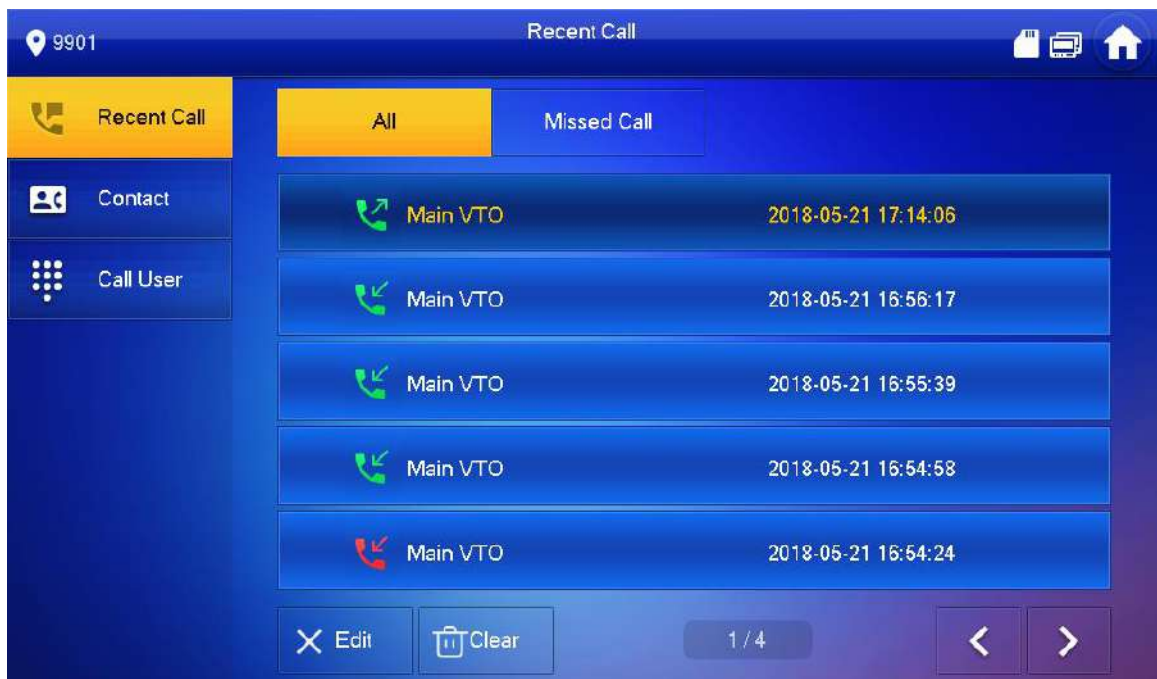 9901
Recent Call
Recent Call
Contact
Call User
All
Missed Call
Main VTO 2018-05-21 17:14:06
Main VTO 2018-05-21 16:56:17
Main VTO 2018-05-21 16:55:39
Main VTO 2018-05-21 16:54:58
Main VTO 2018-05-21 16:54:24
Edit
Clear
1/4